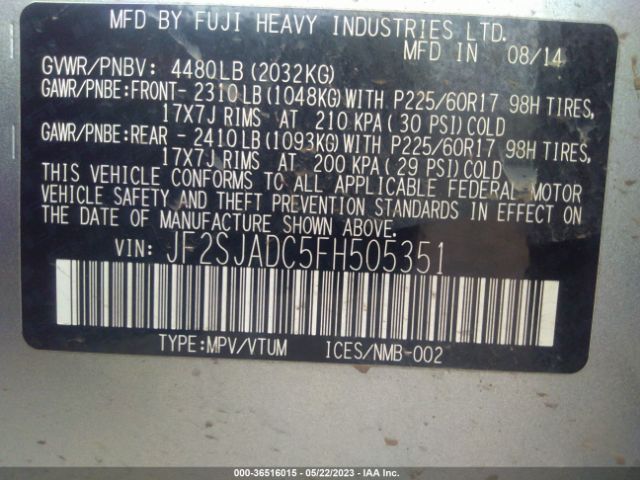 MFD BY FUJI HEAVY INDUSTRIES LTD.
MFD IN 08/14
GVWR/PNBV: 4480LB(2032KG)
GAWR/PNBE:FRONT- 2310LB(1048KG)WITH P225/60R17 98H TIRES,
17X7J RIMS AT 210 KPA(30 PSI)COLD
GAWR/PNBE:REAR - 2410LB(1093KG)WITH P225/60R17 98H TIRES,
17X7J RIMS AT 200 KPA(29 PSI)COLD
THIS VEHICLE CONFORMS TO ALL APPLICABLE FEDERAL MOTOR
VEHICLE SAFETY AND THEFT PREVENTION STANDARDS IN EFFECT ON
THE DATE OF MANUFACTURE SHOWN ABOVE.
VIN: JF2SJADC5FH505351
TYPE:MPV/VTUM ICES/NMB-002
000-36516015 - 05/22/2023 - IAA Inc.